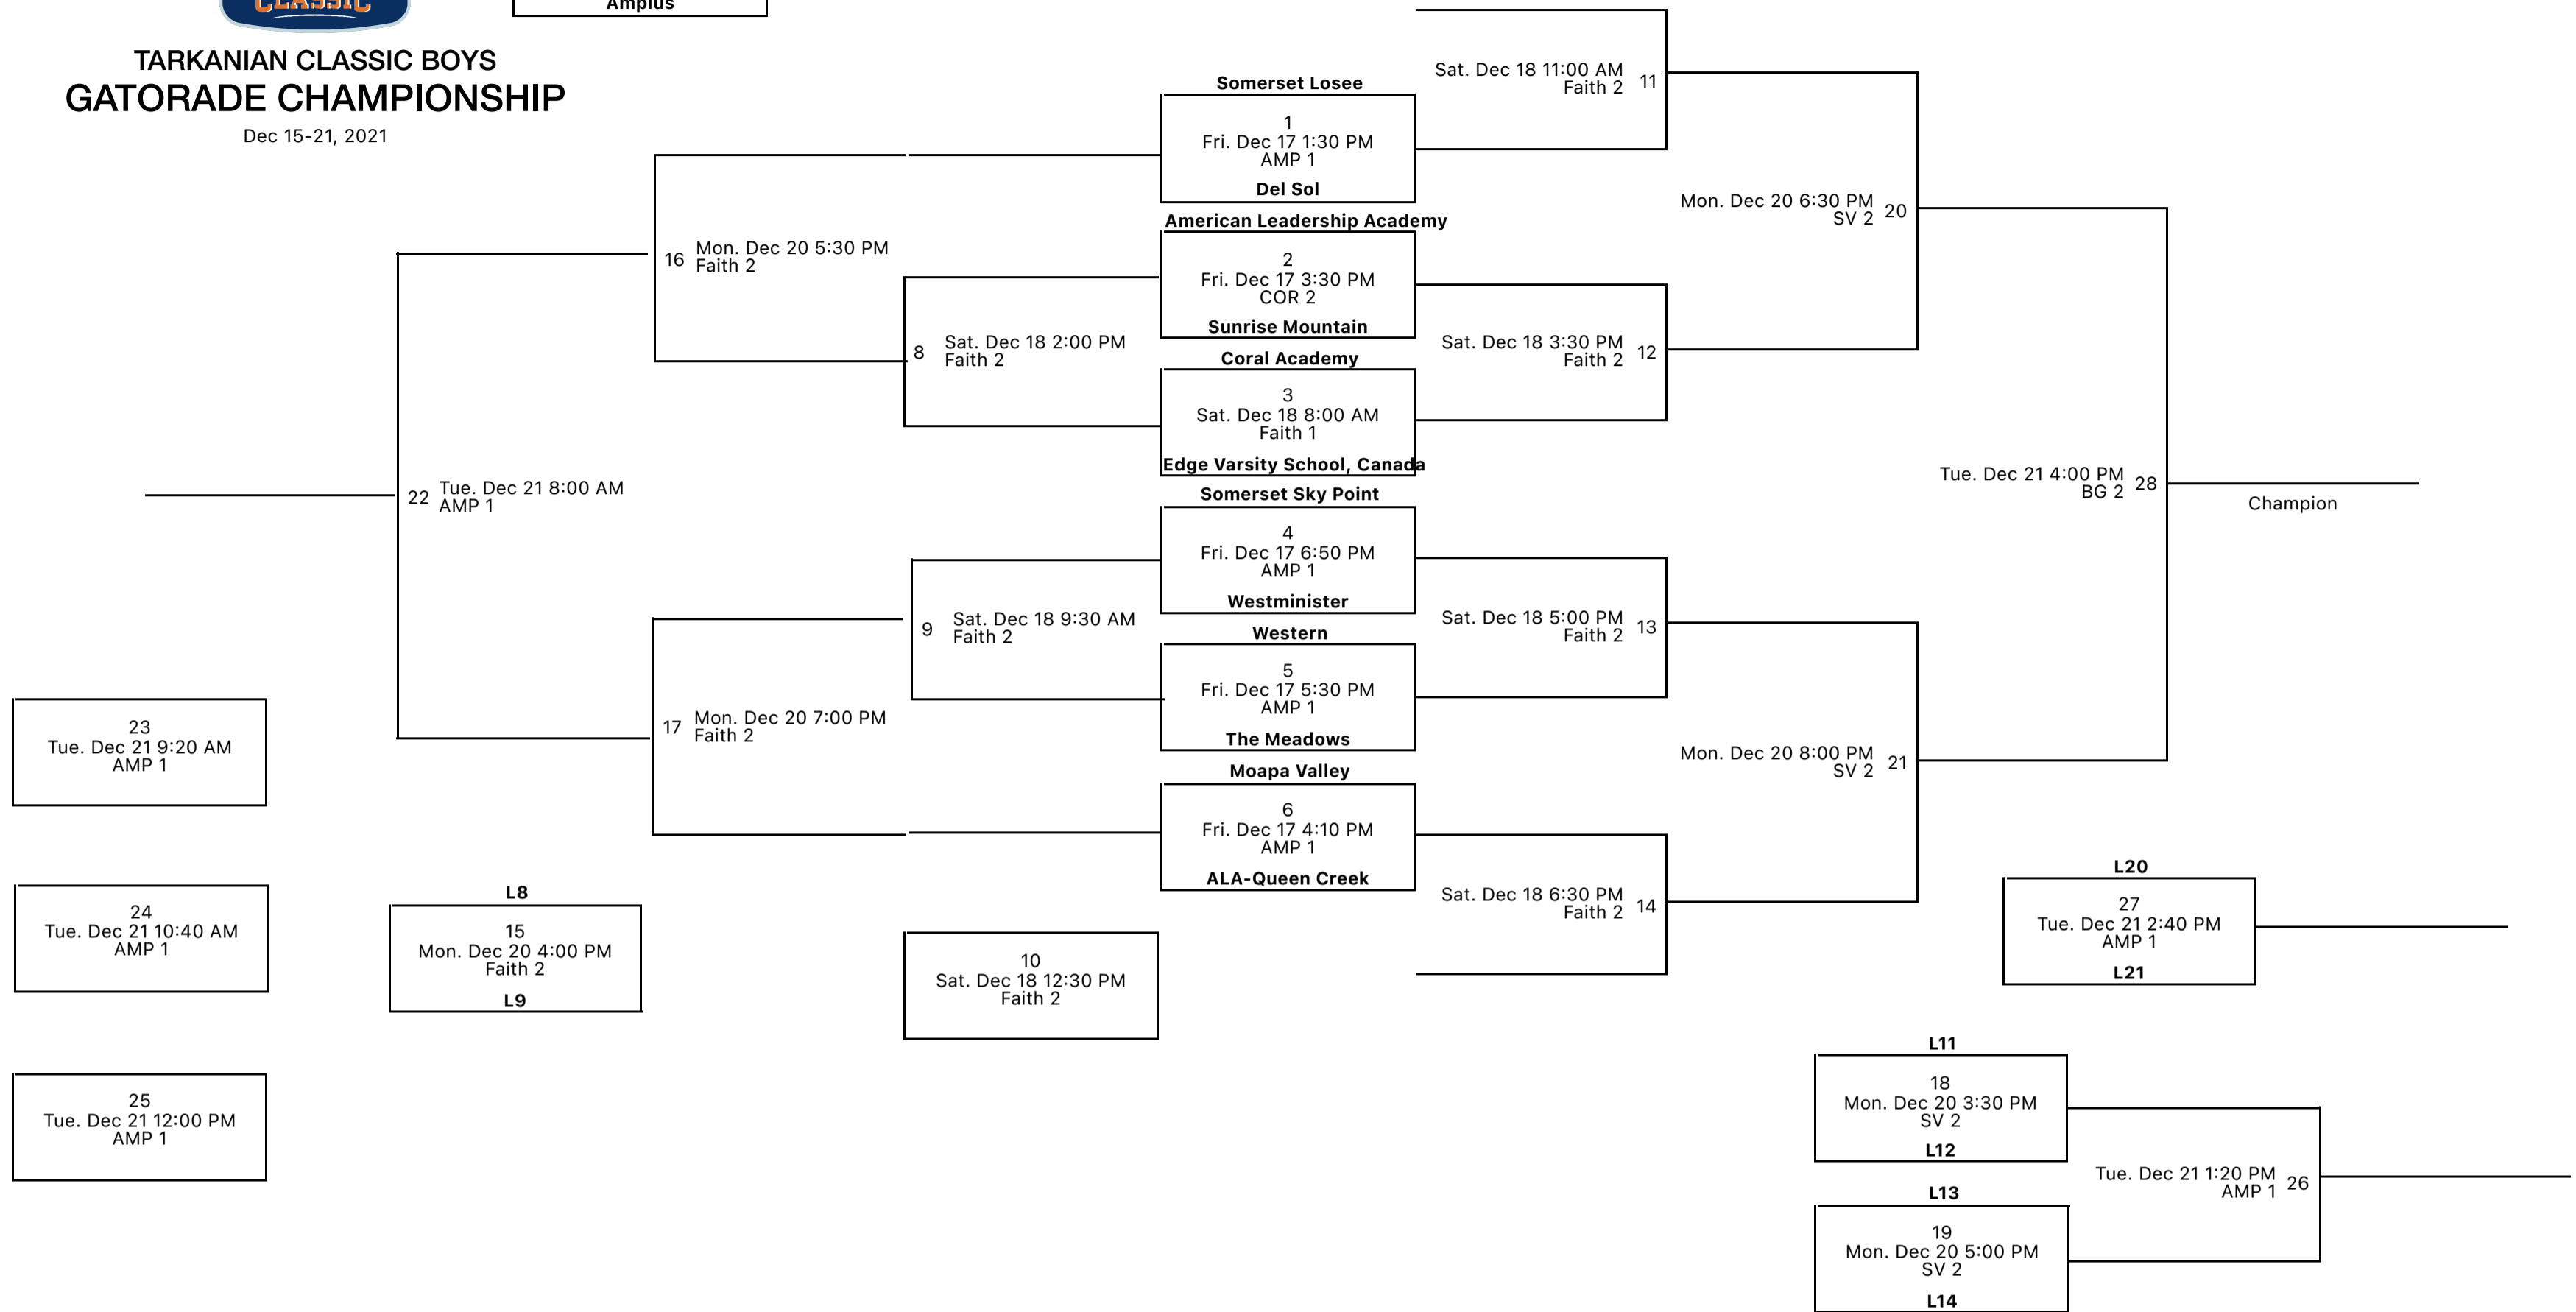 CLASSIC
Amplus
TARKANIAN CLASSIC BOYS
GATORADE CHAMPIONSHIP
Dec 15-21, 2021
Somerset Losee
1
Fri. Dec 17 1:30 PM
AMP 1
Del Sol
American Leadership Academy
2
Fri. Dec 17 3:30 PM
COR 2
Sunrise Mountain
Coral Academy
3
Sat. Dec 18 8:00 AM
Faith 1
Edge Varsity School, Canada
Somerset Sky Point
4
Fri. Dec 17 6:50 PM
AMP 1
Westminister
Western
5
Fri. Dec 17 5:30 PM
AMP 1
The Meadows
Moapa Valley
6
Fri. Dec 17 4:10 PM
AMP 1
ALA-Queen Creek
Sat. Dec 18 11:00 AM
Faith 2
11
Sat. Dec 18 3:30 PM
Faith 2
12
Sat. Dec 18 5:00 PM
Faith 2
13
Sat. Dec 18 6:30 PM
Faith 2
14
Mon. Dec 20 6:30 PM
SV 2
20
Mon. Dec 20 8:00 PM
SV 2
21
Tue. Dec 21 4:00 PM
BG 2
28
Champion
16
Mon. Dec 20 5:30 PM
Faith 2
8
Sat. Dec 18 2:00 PM
Faith 2
22
Tue. Dec 21 8:00 AM
AMP 1
9
Sat. Dec 18 9:30 AM
Faith 2
17
Mon. Dec 20 7:00 PM
Faith 2
23
Tue. Dec 21 9:20 AM
AMP 1
24
Tue. Dec 21 10:40 AM
AMP 1
25
Tue. Dec 21 12:00 PM
AMP 1
L8
15
Mon. Dec 20 4:00 PM
Faith 2
L9
10
Sat. Dec 18 12:30 PM
Faith 2
L20
27
Tue. Dec 21 2:40 PM
AMP 1
L21
L11
18
Mon. Dec 20 3:30 PM
SV 2
L12
L13
19
Mon. Dec 20 5:00 PM
SV 2
L14
Tue. Dec 21 1:20 PM
AMP 1
26